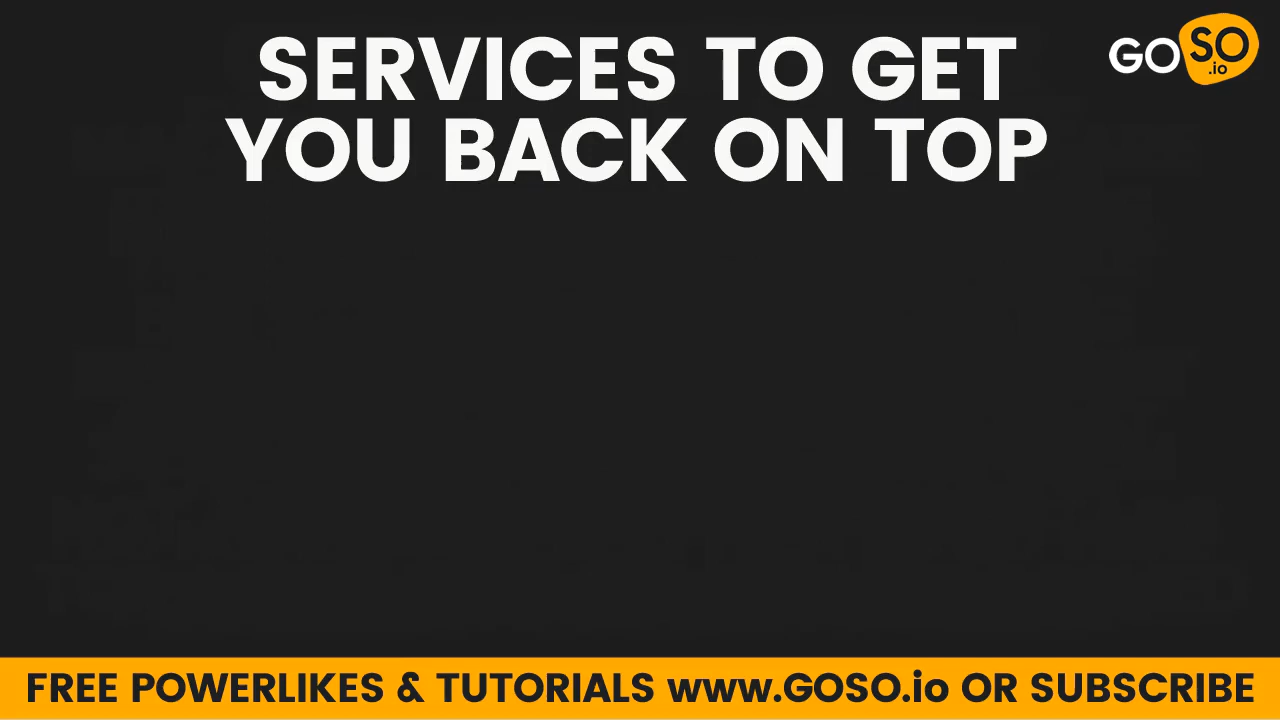 SERVICES TO GET
YOU BACK ON TOP
GOSO
.io
FREE POWERLIKES & TUTORIALS www.GOSO.io OR SUBSCRIBE